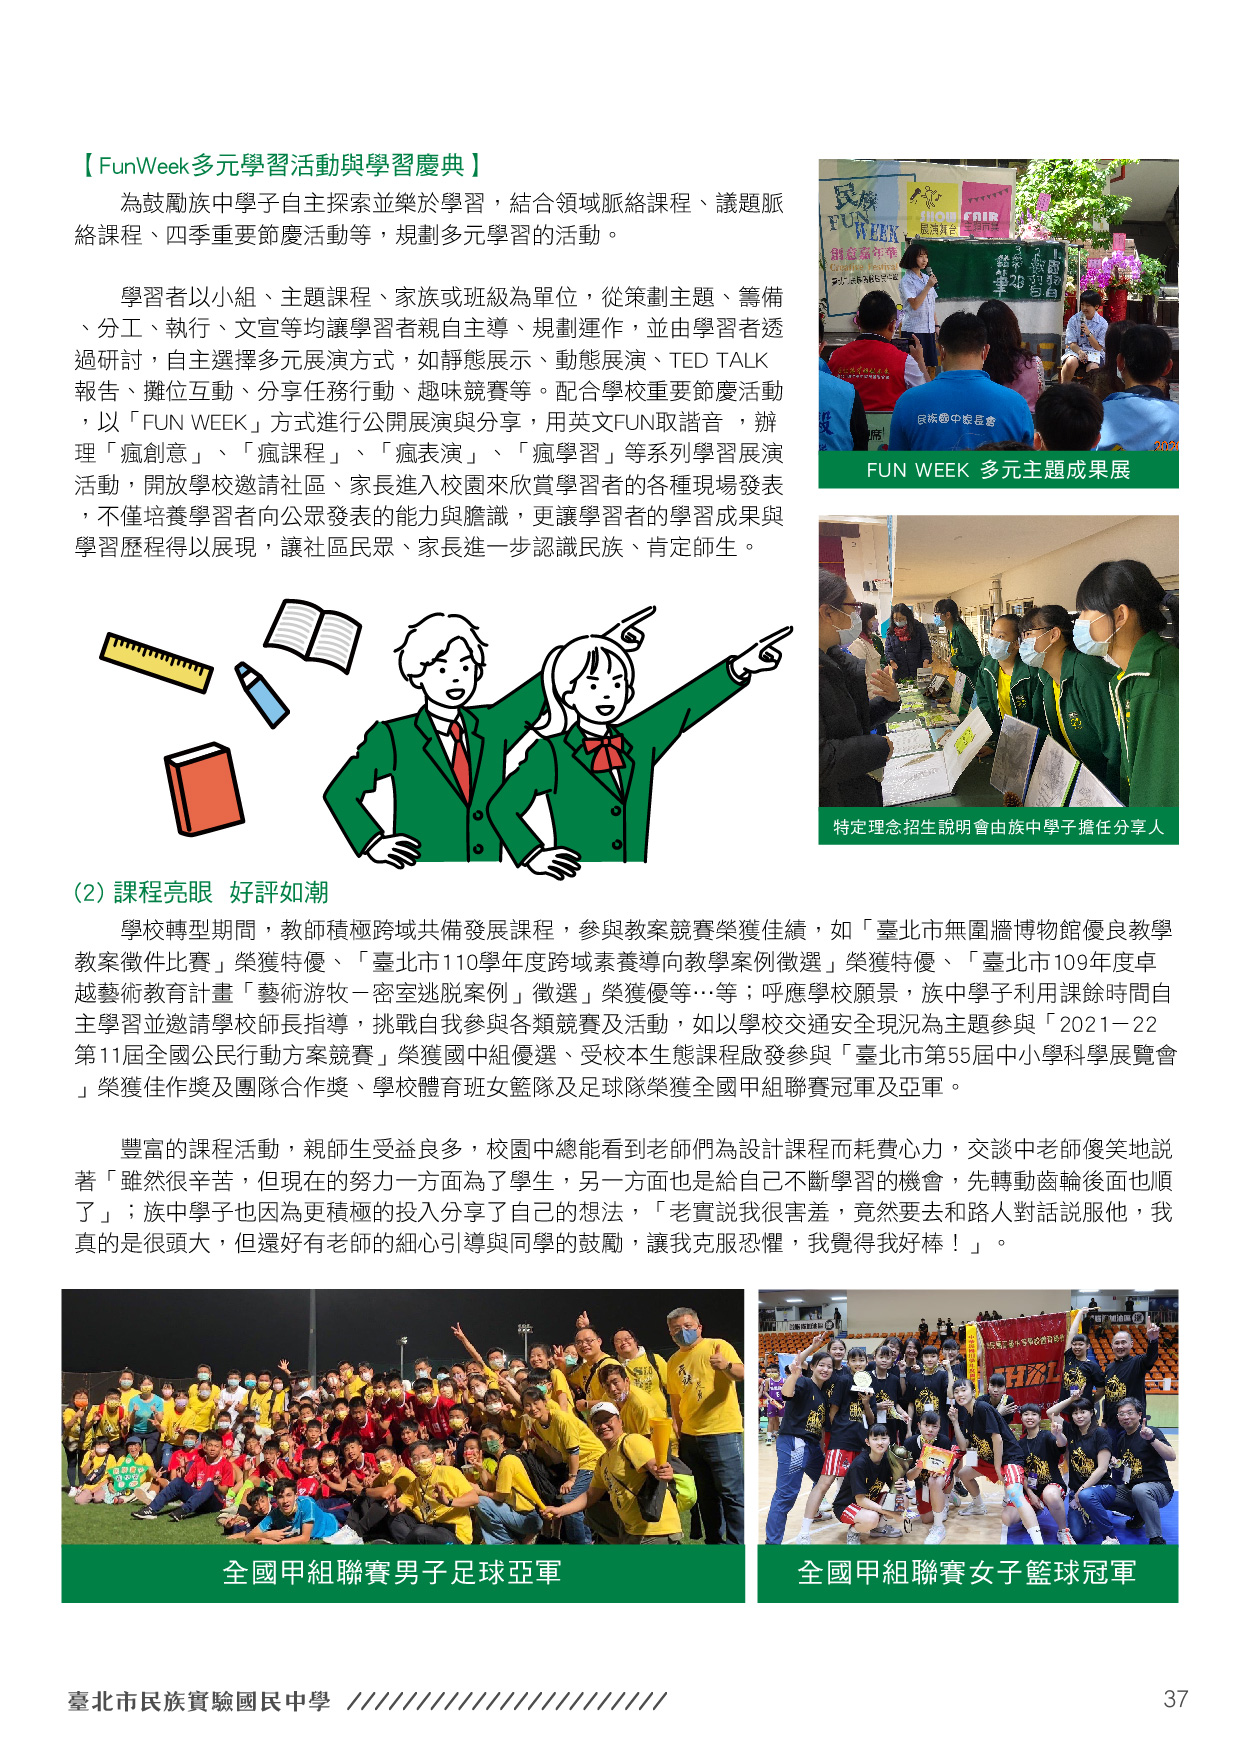 【FunWeek多元學習活動與學習慶典】
為鼓勵族中學子自主探索並樂於學習，結合領域脈絡課程、議題脈
絡課程、四季重要節慶活動等，規劃多元學習的活動。
學習者以小組、主題課程、家族或班級為單位，從策劃主題、籌備
、分工、執行、文宣等均讓學習者親自主導、規劃運作，並由學習者透
過研討，自主選擇多元展演方式，如靜態展示、動態展演、TED TALK
報告、攤位互動、分享任務行動、趣味競賽等。配合學校重要節慶活動
，以「FUN WEEK」方式進行公開展演與分享，用英文FUN取諧音 ，辦
理「瘋創意」、「瘋課程」、「瘋表演」、「瘋學習」等系列學習展演
活動，開放學校邀請社區、家長進入校園來欣賞學習者的各種現場發表
，不僅培養學習者向公眾發表的能力與膽識，更讓學習者的學習成果與
學習歷程得以展現，讓社區民眾、家長進一步認識民族、肯定師生。
民族
FUN
WEEK
創意嘉年華
SHOW
展演舞台
FAIR
民族國中家長會
FUN WEEK 多元主題成果展
特定理念招生說明會由族中學子擔任分享人
(2) 課程亮眼 好評如潮
學校轉型期間，教師積極跨域共備發展課程，參與教案競賽榮獲佳績，如「臺北市無圍牆博物館優良教學
教案徵件比賽」榮獲特優、「臺北市110學年度跨域素養導向教學案例徵選」榮獲特優、「臺北市109年度卓
越藝術教育計畫「藝術游牧－密室逃脫案例」徵選」榮獲優等…等；呼應學校願景，族中學子利用課餘時間自
主學習並邀請學校師長指導，挑戰自我參與各類競賽及活動，如以學校交通安全現況為主題參與「2021－22
第11屆全國公民行動方案競賽」榮獲國中組優選、受校本生態課程啟發參與「臺北市第55屆中小學科學展覽會
」榮獲佳作獎及團隊合作獎、學校體育班女籃隊及足球隊榮獲全國甲組聯賽冠軍及亞軍。
豐富的課程活動，親師生受益良多，校園中總能看到老師們為設計課程而耗費心力，交談中老師傻笑地説
著「雖然很辛苦，但現在的努力一方面為了學生，另一方面也是給自己不斷學習的機會，先轉動齒輪後面也順
了」；族中學子也因為更積極的投入分享了自己的想法，「老實説我很害羞，竟然要去和路人對話説服他，我
真的是很頭大，但還好有老師的細心引導與同學的鼓勵，讓我克服恐懼，我覺得我好棒！」。
HBL
全國甲組聯賽男子足球亞軍
全國甲組聯賽女子籃球冠軍
臺北市民族實驗國民中學 ///////////////////////
37